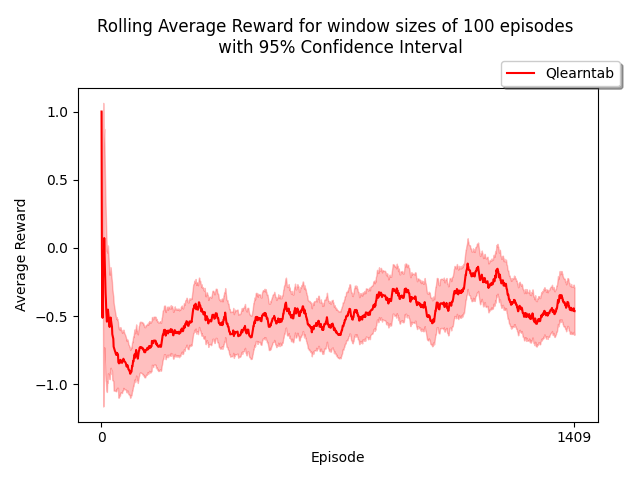 Rolling Average Reward for window sizes of 100 episodes
with 95% Confidence Interval
Qlearntab
1.0
0.5
0.0
−0.5
−1.0
Average Reward
0
1409
Episode